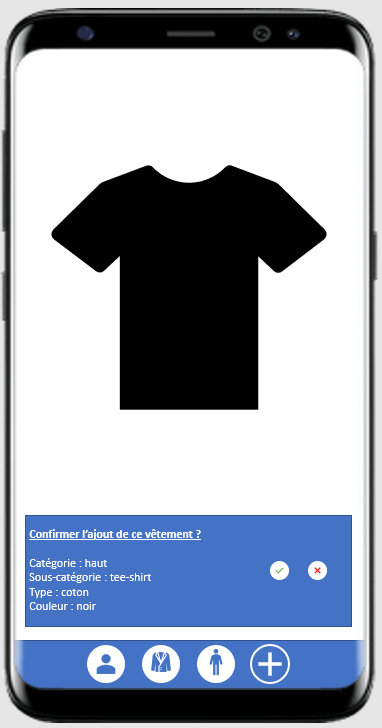 Confirmer l'ajout de ce vêtement ?
Catégorie : haut
Sous-catégorie : tee-shirt
Type : coton
Couleur : noir